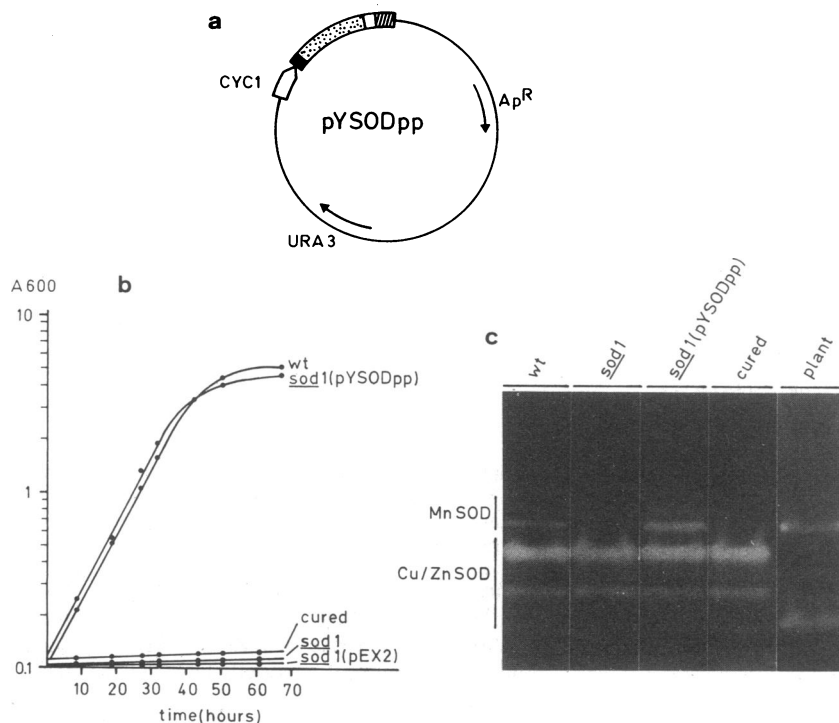 a
CYC1
ApR
pYSODpp
URA3
A600
b
10
1
0.1
wt
sod1(pYSODpp)
cured
sod1
sod1(pEX2)
10 20 30 40 50 60 70
time(hours)
c
wt
sod1
sod1(pYSODpp)
cured
plant
MnSOD
Cu/ZnSOD